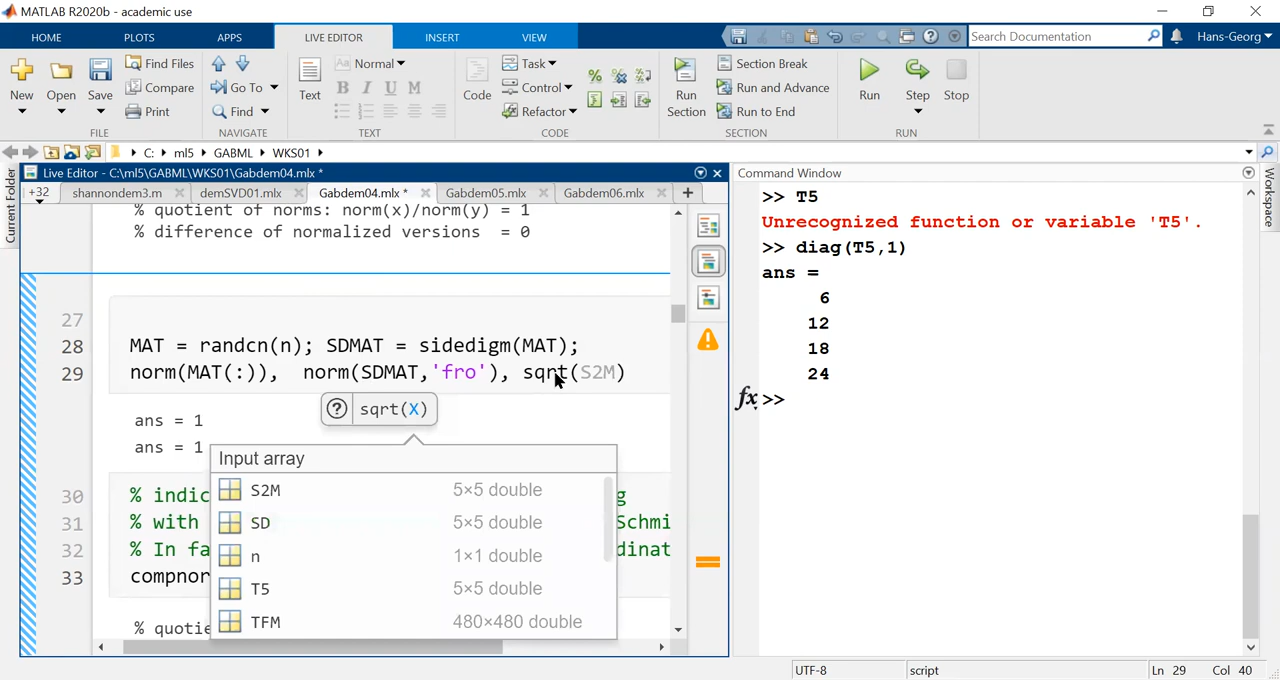 MATLAB R2020b - academic use
HOME PLOTS APPS LIVE EDITOR INSERT VIEW Search Documentation Hans-Georg
New Open Save Find Files Compare Print
FILE
Go To Find
NAVIGATE
Text Aa Normal B I U M
TEXT
Code Task Control Refactor
CODE
Run Section Section Break Run and Advance Run to End
SECTION
Run Step Stop
RUN
C: ml5 GABML WKS01
Current Folder
Live Editor - C:\ml5\GABML\WKS01\Gabdem04.mlx *
+32 shannondem3.m demSVD01.mlx Gabdem04.mlx * Gabdem05.mlx Gabdem06.mlx
% quotient of norms: norm(x)/norm(y) = 1
% difference of normalized versions = 0
27
28 MAT = randcn(n); SDMAT = sidedigm(MAT);
29 norm(MAT(:)), norm(SDMAT,'fro'), sqrt(S2M)
sqrt(X)
ans = 1
ans = 1
Input array
S2M 5×5 double
SD 5×5 double
n 1×1 double
T5 5×5 double
TFM 480×480 double
30 % indic g
31 % with Schmi
32 % In fa dinat
33 compnor
% quotie
Command Window
>> T5
Unrecognized function or variable 'T5'.
>> diag(T5,1)
ans =
6
12
18
24
fx >>
Workspace
UTF-8 script Ln 29 Col 40